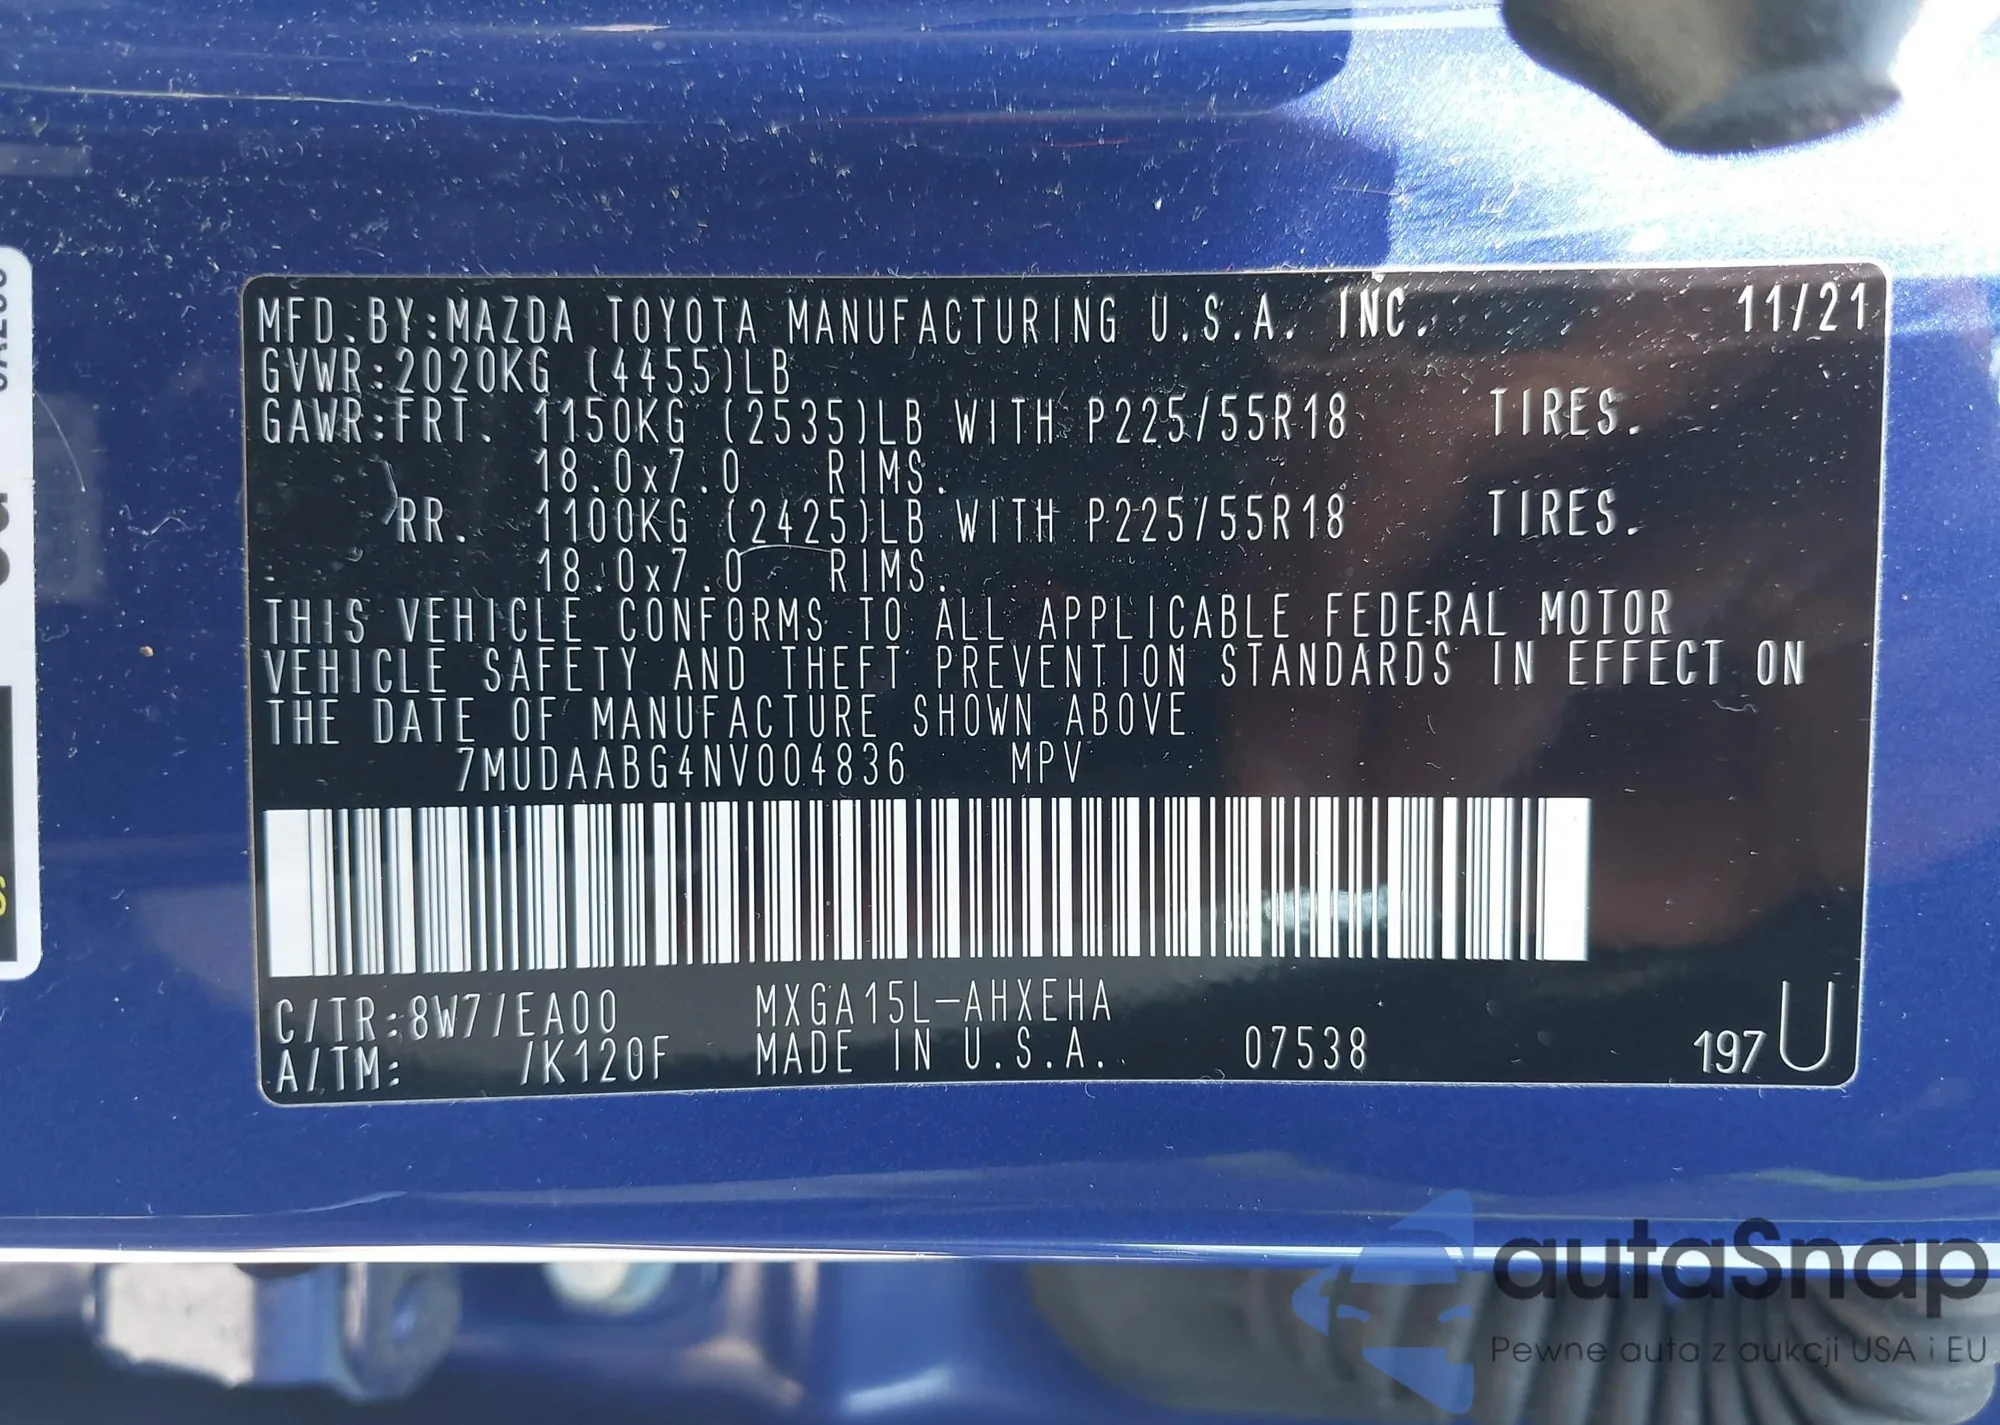 MFD.BY:MAZDA TOYOTA MANUFACTURING U.S.A. INC. 11/21
GVWR:2020KG (4455)LB
GAWR:FRT. 1150KG (2535)LB WITH P225/55R18 TIRES.
18.0x7.0 RIMS.
RR. 1100KG (2425)LB WITH P225/55R18 TIRES.
18.0x7.0 RIMS.
THIS VEHICLE CONFORMS TO ALL APPLICABLE FEDERAL MOTOR
VEHICLE SAFETY AND THEFT PREVENTION STANDARDS IN EFFECT ON
THE DATE OF MANUFACTURE SHOWN ABOVE
7MUDAABG4NV004836 MPV
C/TR:8W7/EA00 MXGA15L-AHXEHA
A/TM: /K120F MADE IN U.S.A. 07538 197 U
autaSnap
Pewne auta z aukcji USA i EU